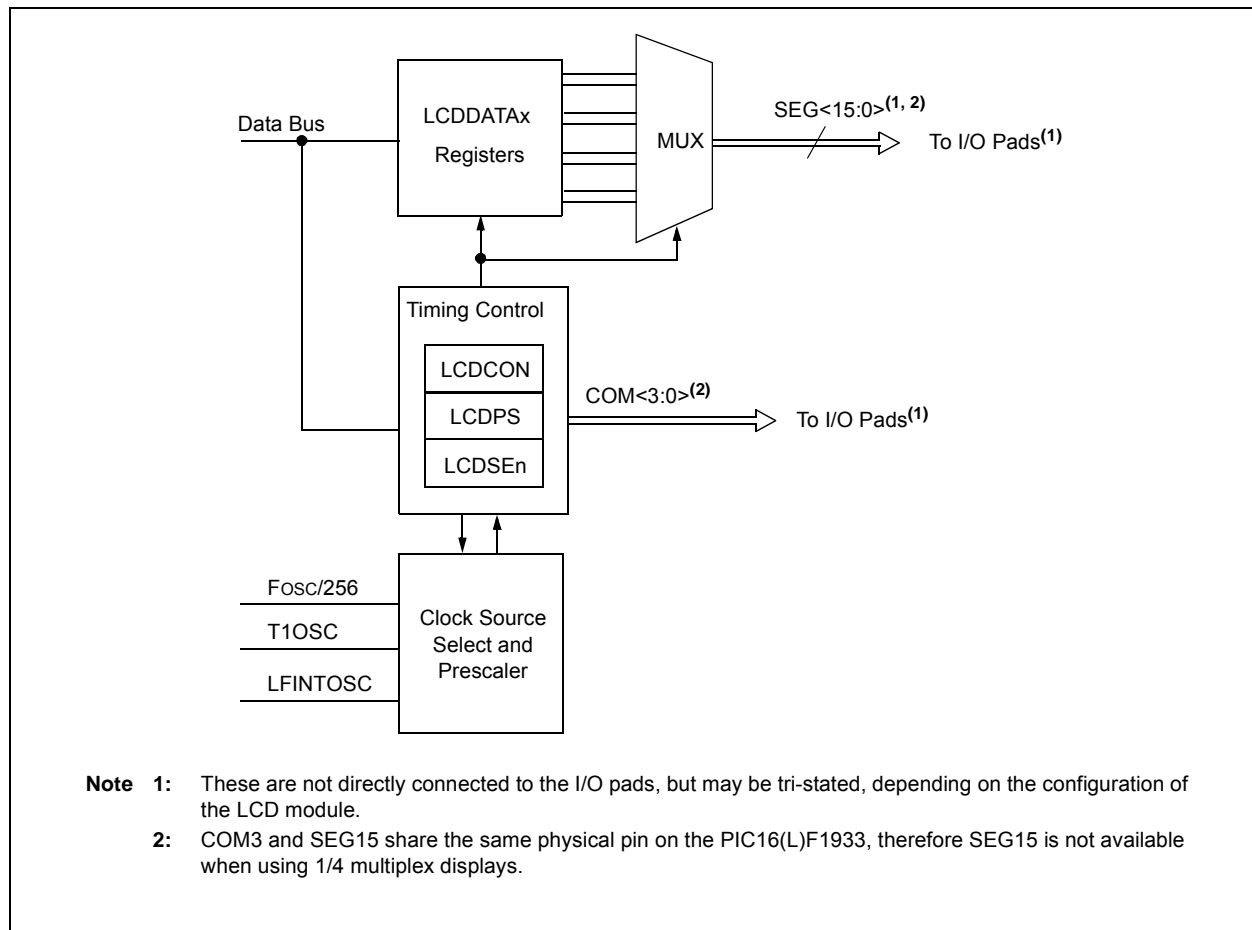 LCDDATAx
Registers
Data Bus
MUX
SEG<15:0>(1, 2)
To I/O Pads(1)
Timing Control
LCDCON
LCDPS
LCDSEn
COM<3:0>(2)
To I/O Pads(1)
FOSC/256
T1OSC
LFINTOSC
Clock Source
Select and
Prescaler
Note 1: These are not directly connected to the I/O pads, but may be tri-stated, depending on the configuration of
the LCD module.
2: COM3 and SEG15 share the same physical pin on the PIC16(L)F1933, therefore SEG15 is not available
when using 1/4 multiplex displays.